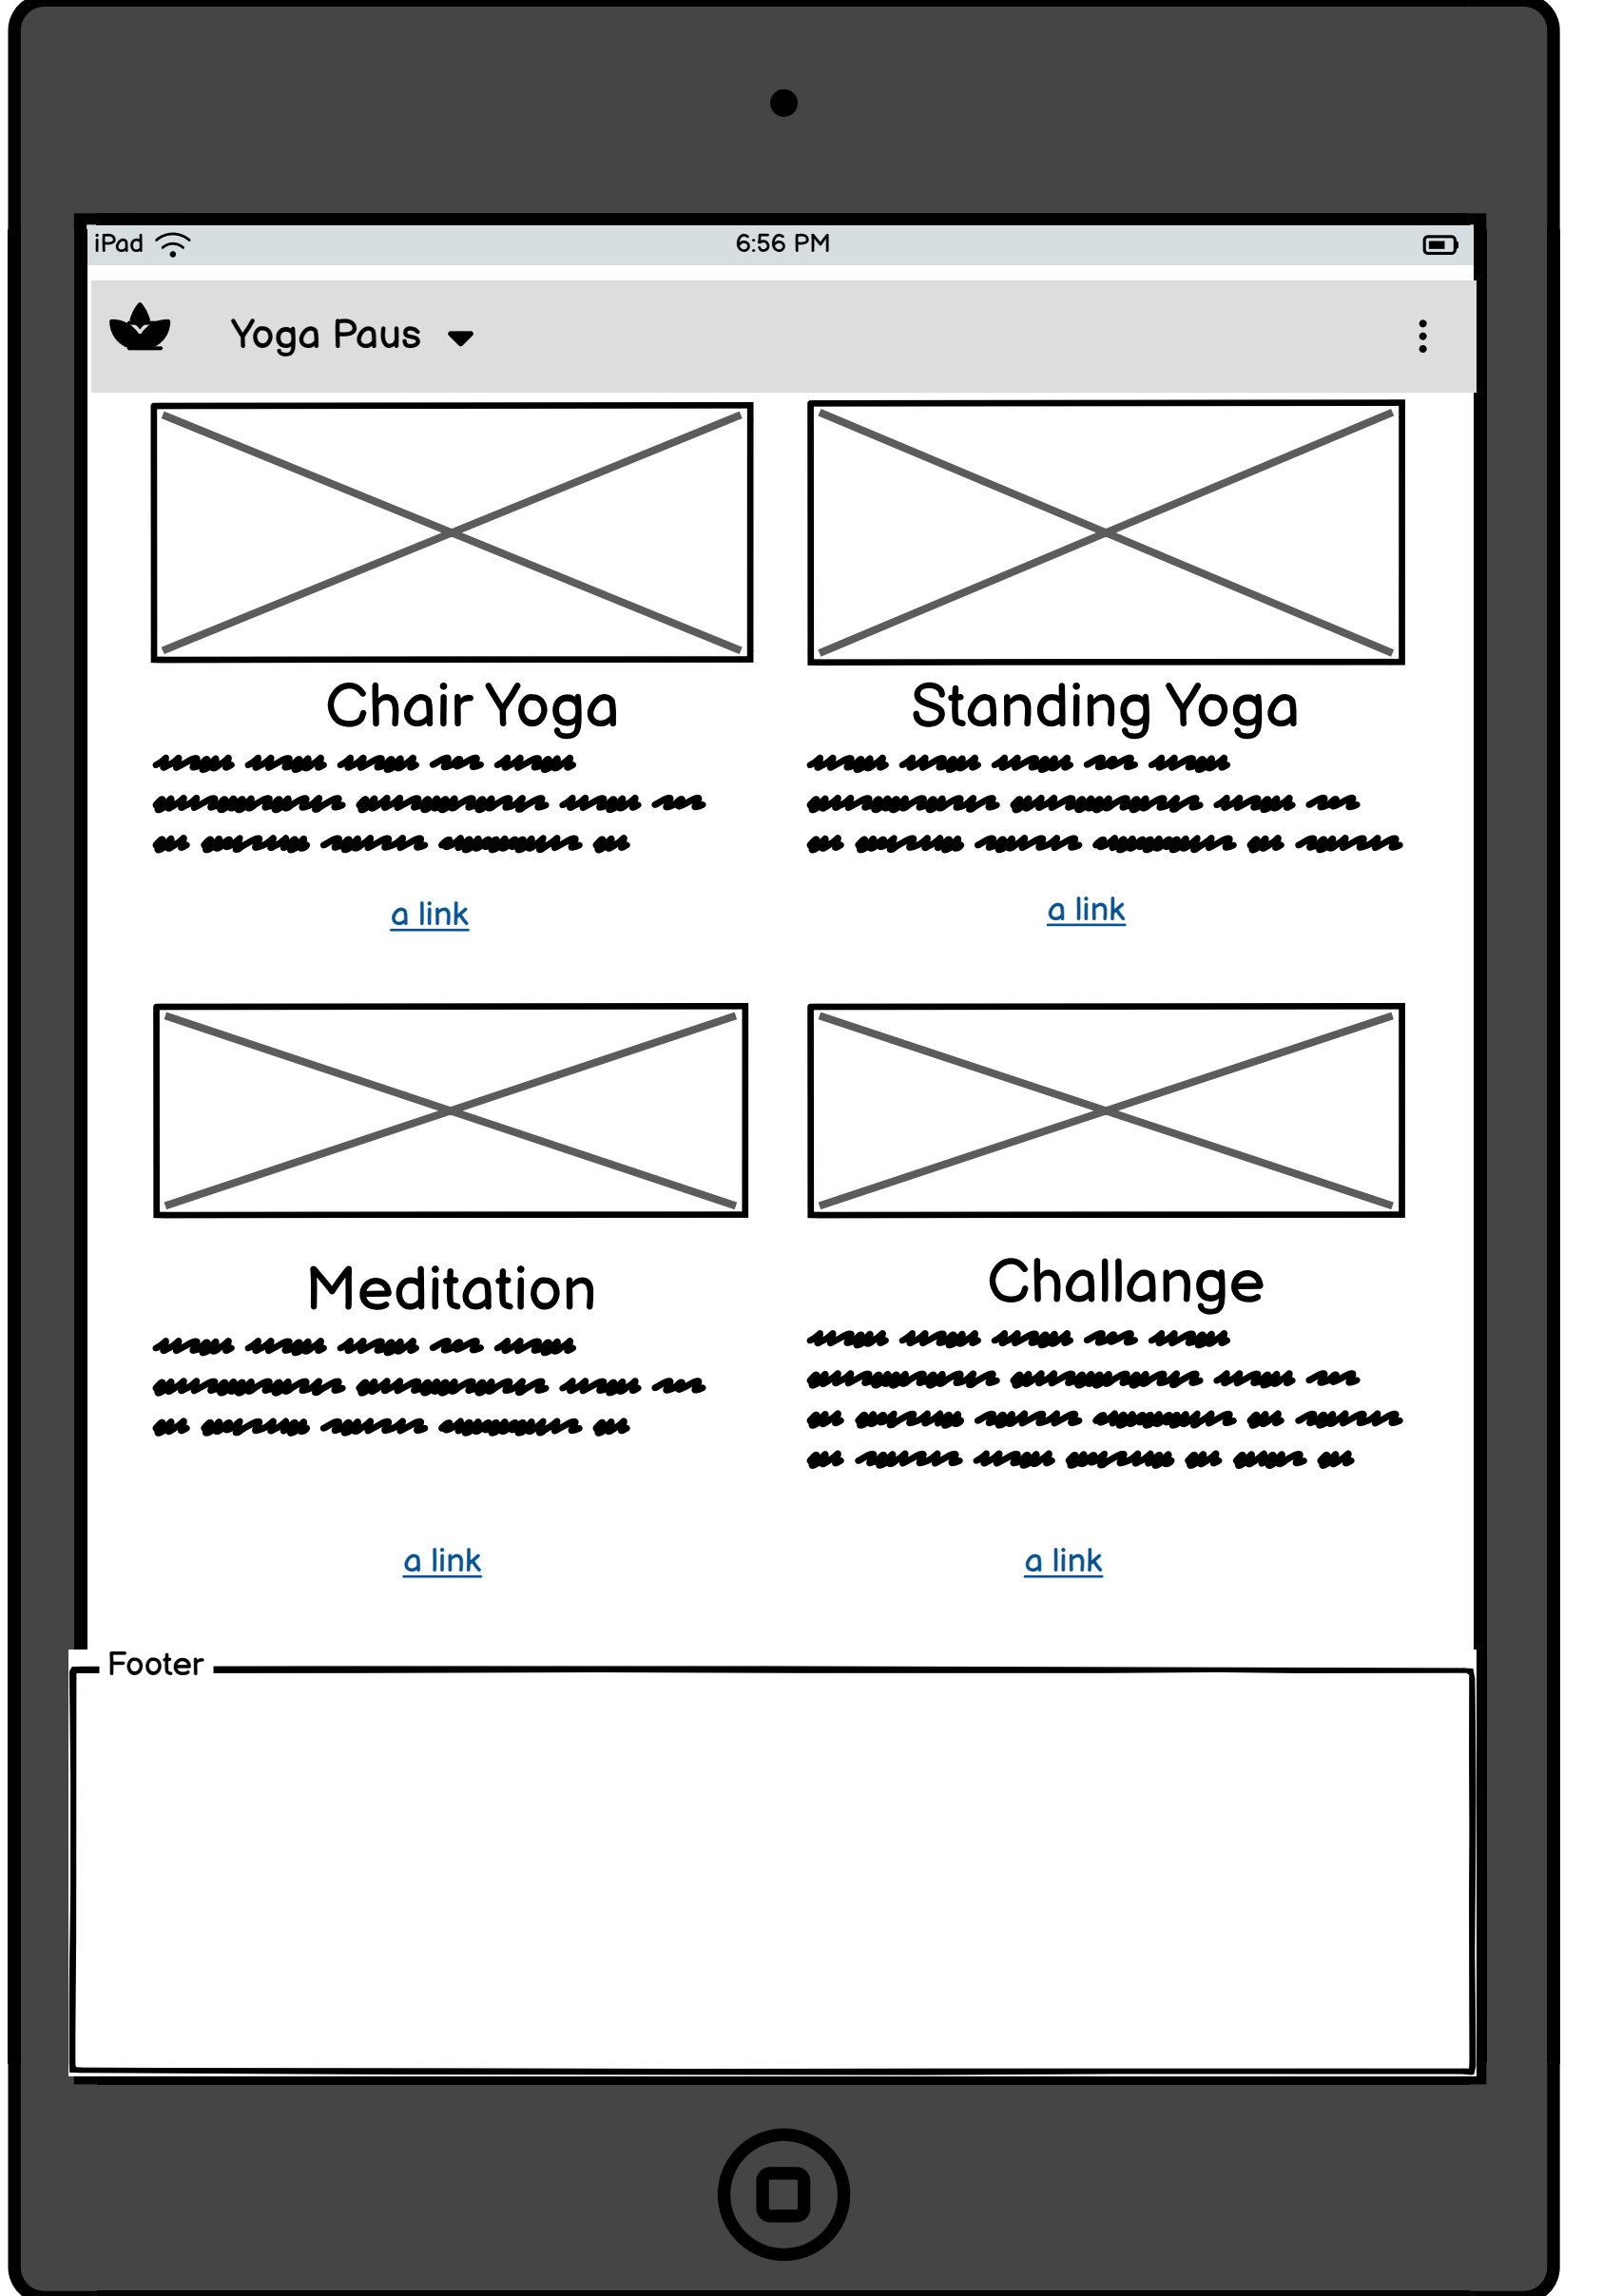 iPad 6:56 PM
Yoga Paus
Chair Yoga
Standing Yoga
a link
a link
Meditation
Challange
a link
a link
Footer